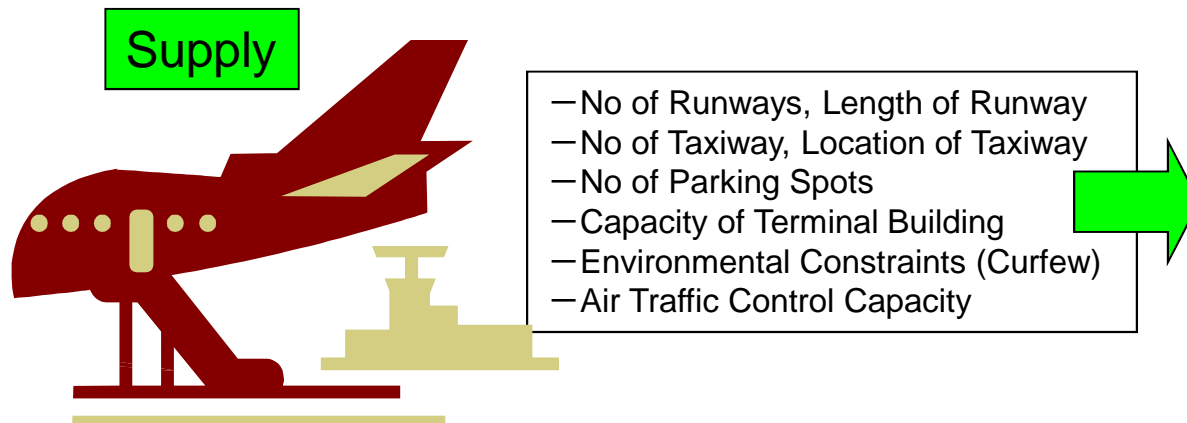 Supply
—No of Runways, Length of Runway
—No of Taxiway, Location of Taxiway
—No of Parking Spots
—Capacity of Terminal Building
—Environmental Constraints (Curfew)
—Air Traffic Control Capacity